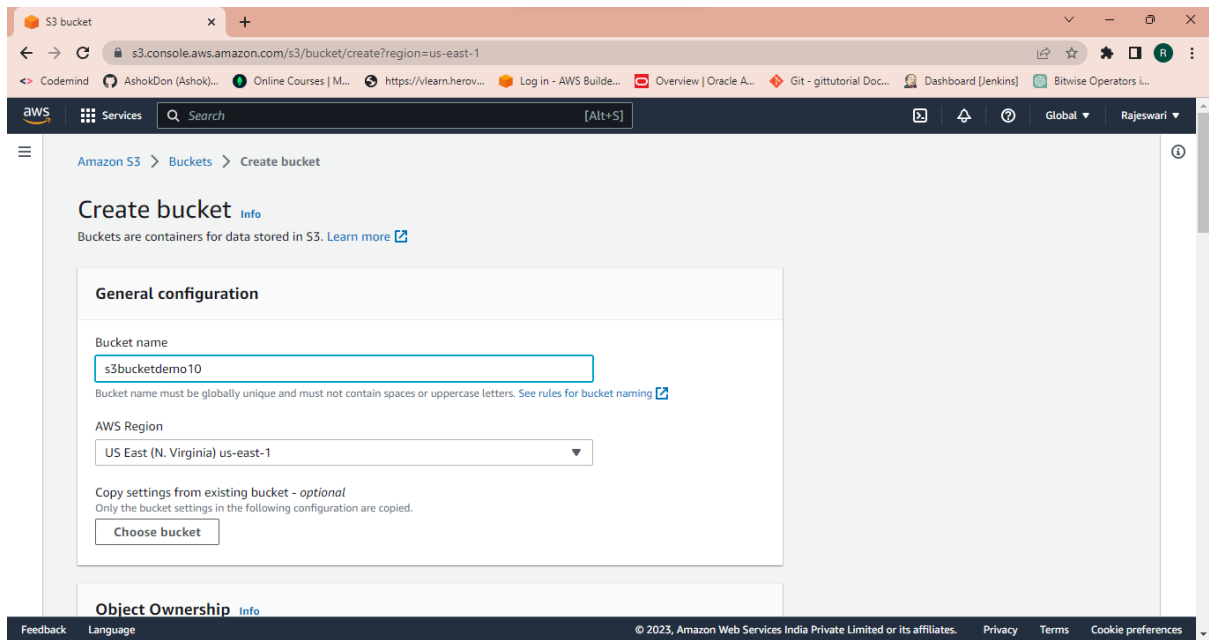 S3 bucket
s3.console.aws.amazon.com/s3/bucket/create?region=us-east-1
R
<> Codemind AshokDon (Ashok)... Online Courses | M... https://vlearn.herov... Log in - AWS Builde... Overview | Oracle A... Git - gittutorial Doc... Dashboard [Jenkins] Bitwise Operators i...
aws Services Search [Alt+S] Global Rajeswari
Amazon S3 > Buckets > Create bucket
Create bucket Info
Buckets are containers for data stored in S3. Learn more
General configuration
Bucket name
s3bucketdemo10
Bucket name must be globally unique and must not contain spaces or uppercase letters. See rules for bucket naming
AWS Region
US East (N. Virginia) us-east-1
Copy settings from existing bucket - optional
Only the bucket settings in the following configuration are copied.
Choose bucket
Object Ownership Info
Feedback Language © 2023, Amazon Web Services India Private Limited or its affiliates. Privacy Terms Cookie preferences